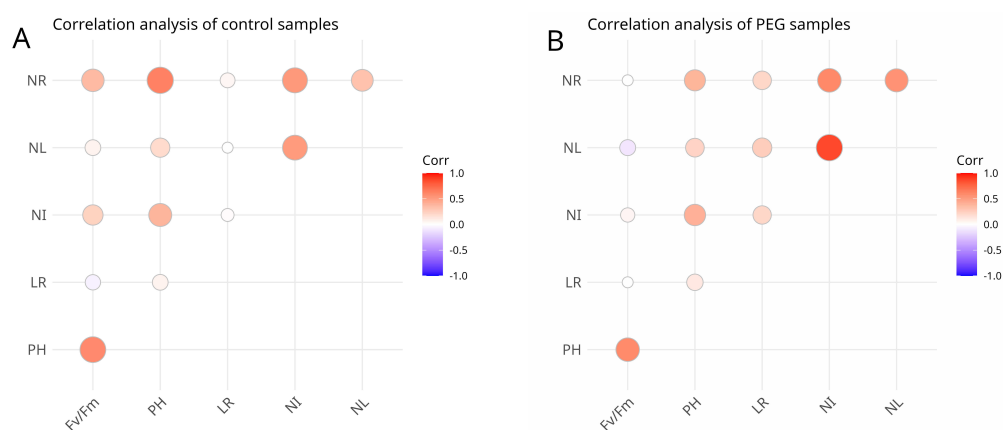 Correlation analysis of control samples
A
NR
NL
NI
LR
PH
Fv/Fm
PH
LR
NI
NL
Corr
1.0
0.5
0.0
-0.5
-1.0
Correlation analysis of PEG samples
B
NR
NL
NI
LR
PH
Fv/Fm
PH
LR
NI
NL
Corr
1.0
0.5
0.0
-0.5
-1.0